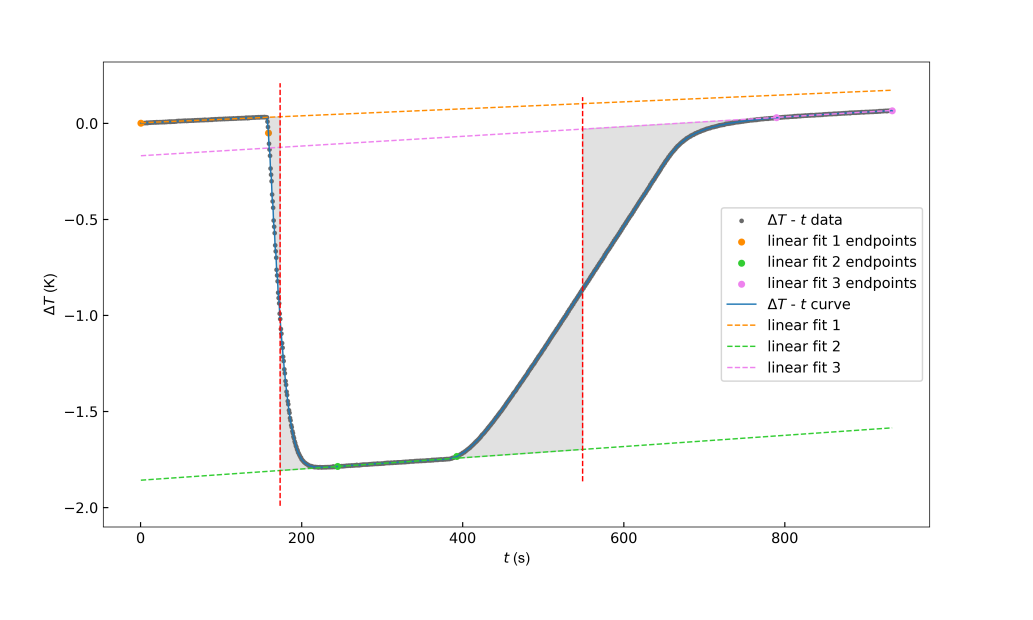 0.0
−0.5
−1.0
−1.5
−2.0
ΔT (K)
0
200
400
600
800
t (s)
ΔT - t data
linear fit 1 endpoints
linear fit 2 endpoints
linear fit 3 endpoints
ΔT - t curve
linear fit 1
linear fit 2
linear fit 3